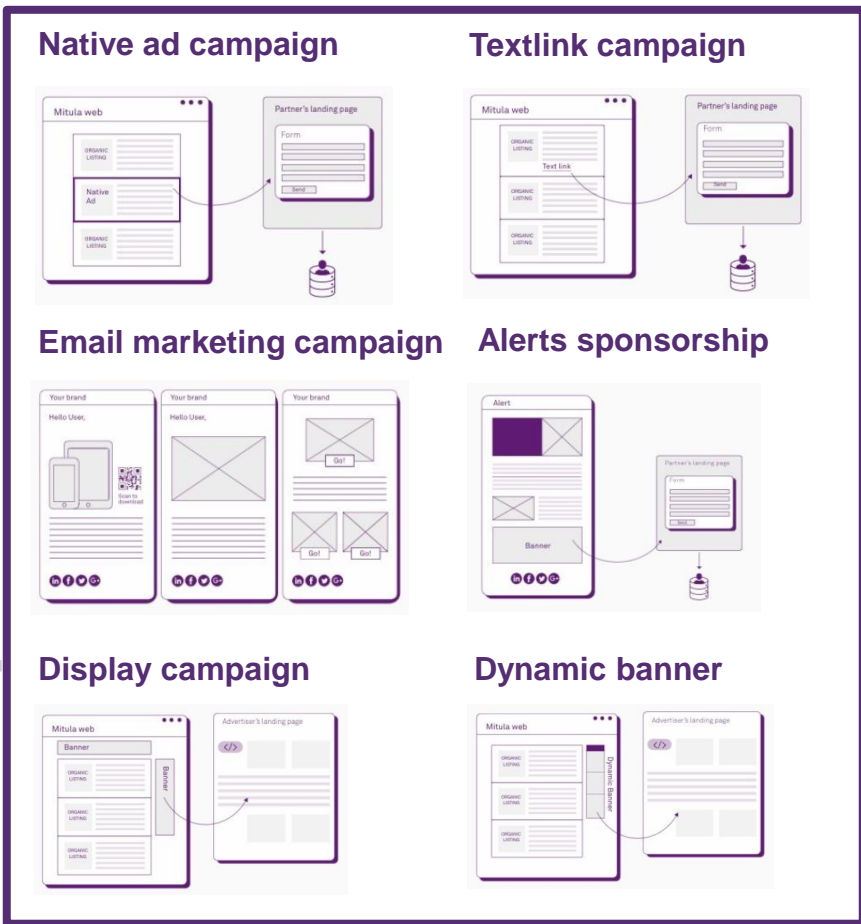 Native ad campaign
Mitula web
ORGANIC
LISTING
Native
Ad
ORGANIC
LISTING
Partner's landing page
Form
Send
Textlink campaign
Mitula web
ORGANIC
LISTING
Text link
ORGANIC
LISTING
ORGANIC
LISTING
Partner's landing page
Form
Send
Email marketing campaign
Your brand
Hello User,
Scan to
download
in f G+
Your brand
Hello User,
in f G+
Your brand
Go!
Go!
Go!
in f G+
Alerts sponsorship
Alert
Banner
in f G+
Partner's landing page
Form
Send
Display campaign
Mitula web
Banner
ORGANIC
LISTING
ORGANIC
LISTING
ORGANIC
LISTING
Banner
Advertiser's landing page
</>
Dynamic banner
Mitula web
ORGANIC
LISTING
ORGANIC
LISTING
ORGANIC
LISTING
Dynamic Banner
Advertiser's landing page
</>